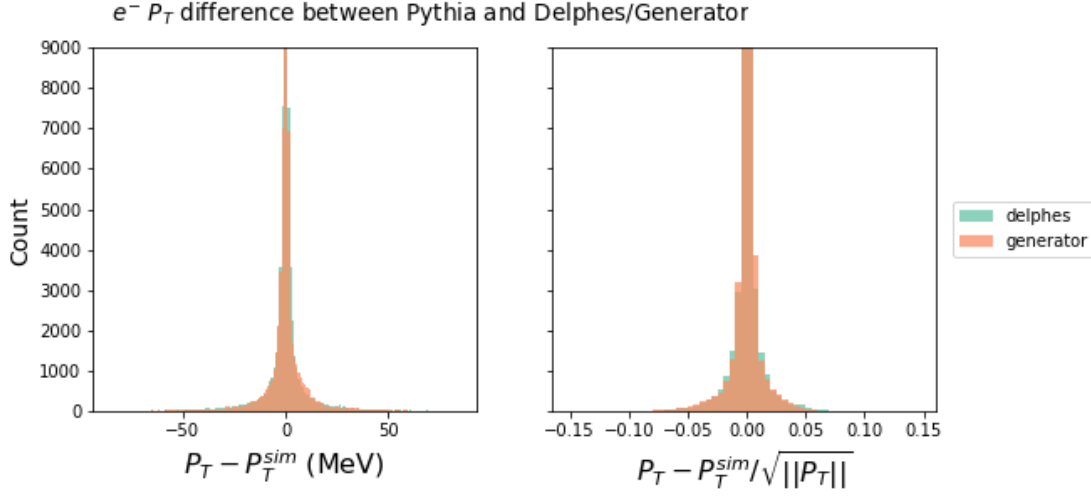 e⁻ P_T difference between Pythia and Delphes/Generator
9000
8000
7000
6000
5000
4000
3000
2000
1000
0
Count
−50 0 50
P_T − P_T^{sim} (MeV)
−0.15 −0.10 −0.05 0.00 0.05 0.10 0.15
P_T − P_T^{sim}/√||P_T||
delphes
generator